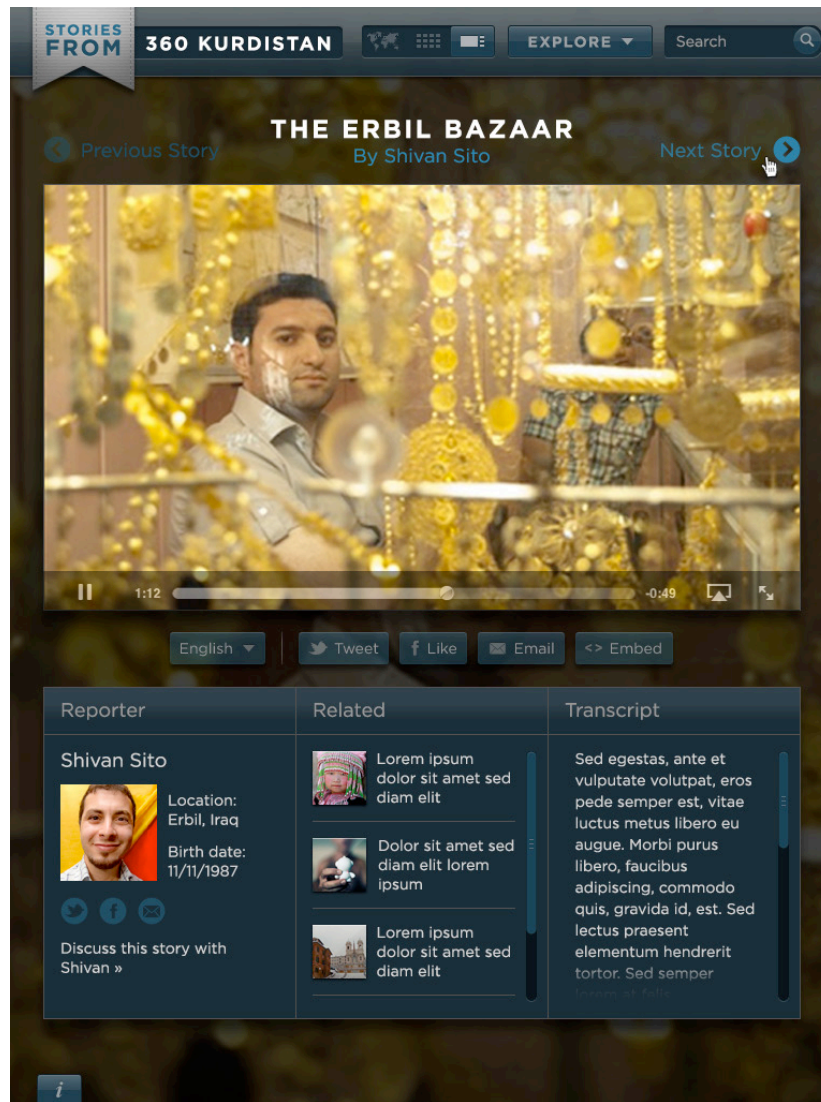 STORIES
FROM
360 KURDISTAN
EXPLORE
Search
THE ERBIL BAZAAR
Previous Story
By Shivan Sito
Next Story
1:12
-0:49
English
Tweet
f Like
Email
<> Embed
Reporter
Shivan Sito
Location:
Erbil, Iraq
Birth date:
11/11/1987
Discuss this story with
Shivan »
Related
Lorem ipsum
dolor sit amet sed
diam elit
Dolor sit amet sed
diam elit lorem
ipsum
Lorem ipsum
dolor sit amet sed
diam elit
Transcript
Sed egestas, ante et
vulputate volutpat, eros
pede semper est, vitae
luctus metus libero eu
augue. Morbi purus
libero, faucibus
adipiscing, commodo
quis, gravida id, est. Sed
lectus praesent
elementum hendrerit
tortor. Sed semper
lorem at felis
i